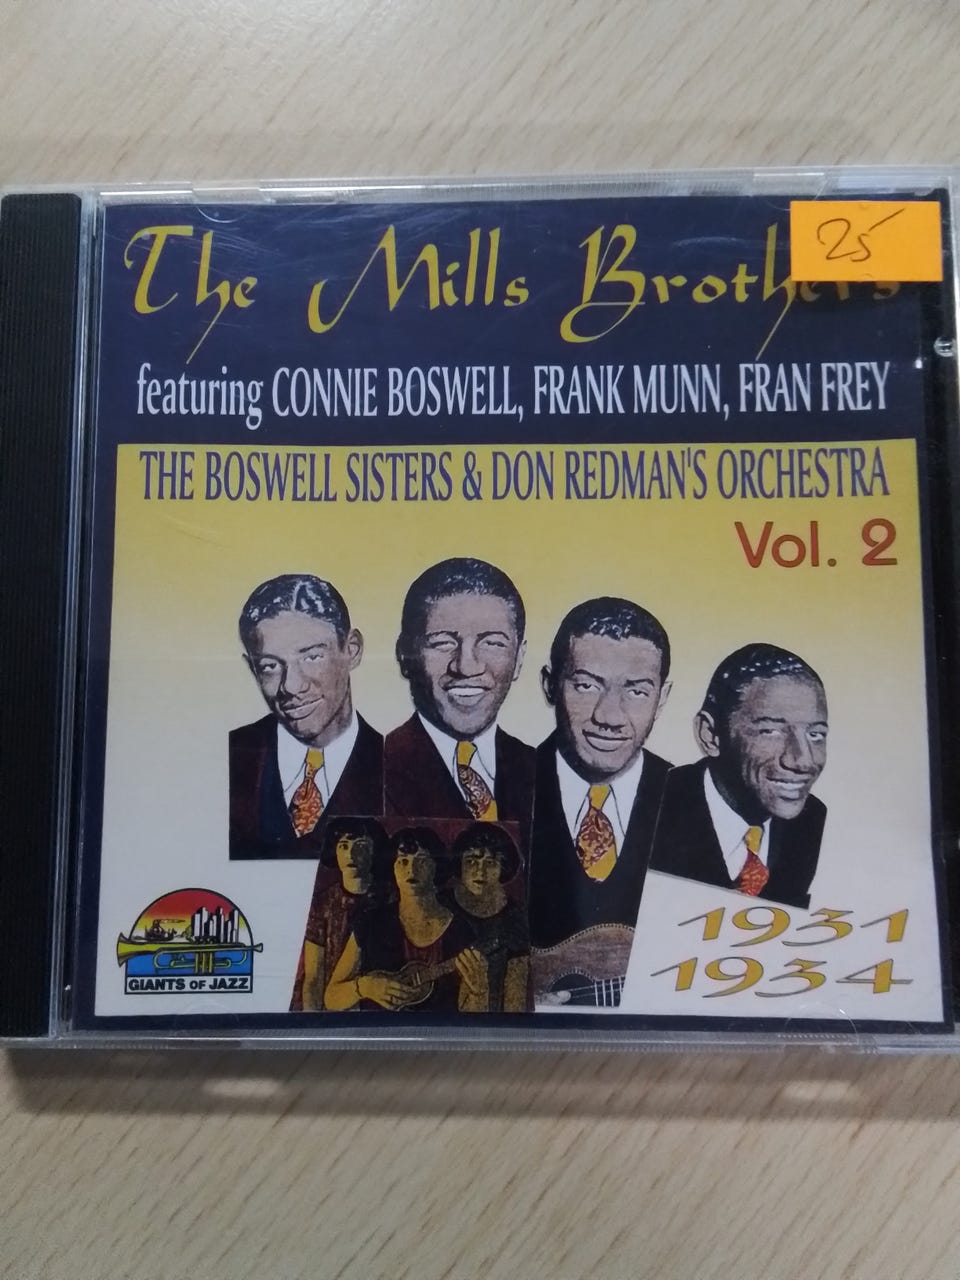 25
The Mills Brothers
featuring CONNIE BOSWELL, FRANK MUNN, FRAN FREY
THE BOSWELL SISTERS & DON REDMAN'S ORCHESTRA
Vol. 2
1931
1934
GIANTS OF JAZZ